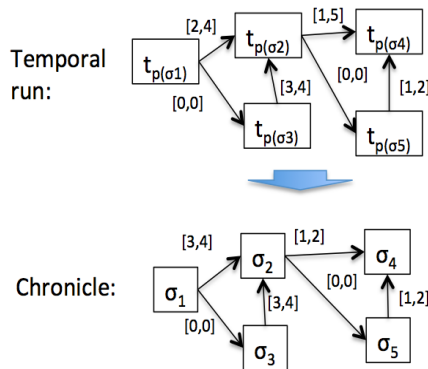 [2,4]
[1,5]
Temporal run:
t_p(σ1)
t_p(σ2)
t_p(σ4)
[0,0]
[3,4]
[0,0]
[1,2]
t_p(σ3)
t_p(σ5)
[3,4]
[1,2]
Chronicle:
σ1
σ2
σ4
[0,0]
[3,4]
[0,0]
[1,2]
σ3
σ5